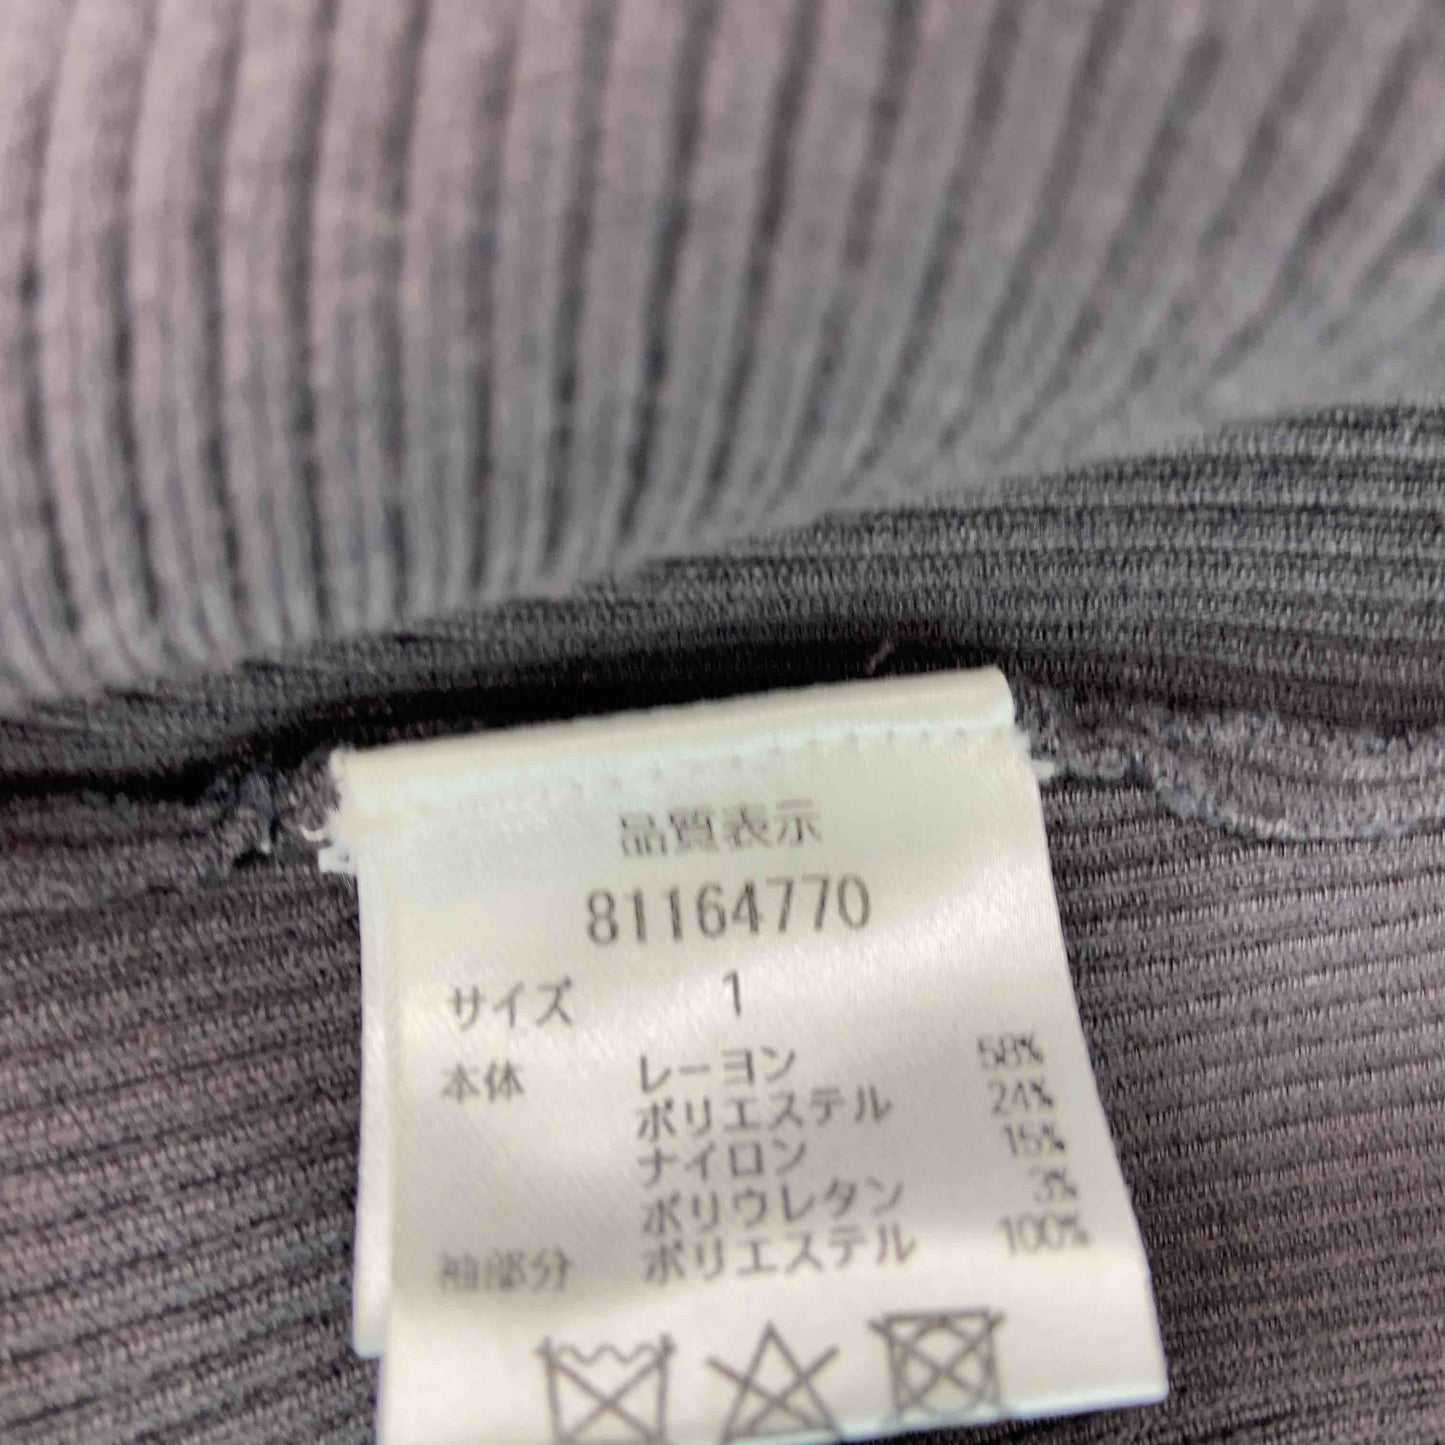 品質表示
81164770
サイズ 1
本体 レーヨン 58%
ポリエステル 24%
ナイロン 15%
ポリウレタン 3%
袖部分 ポリエステル 100%